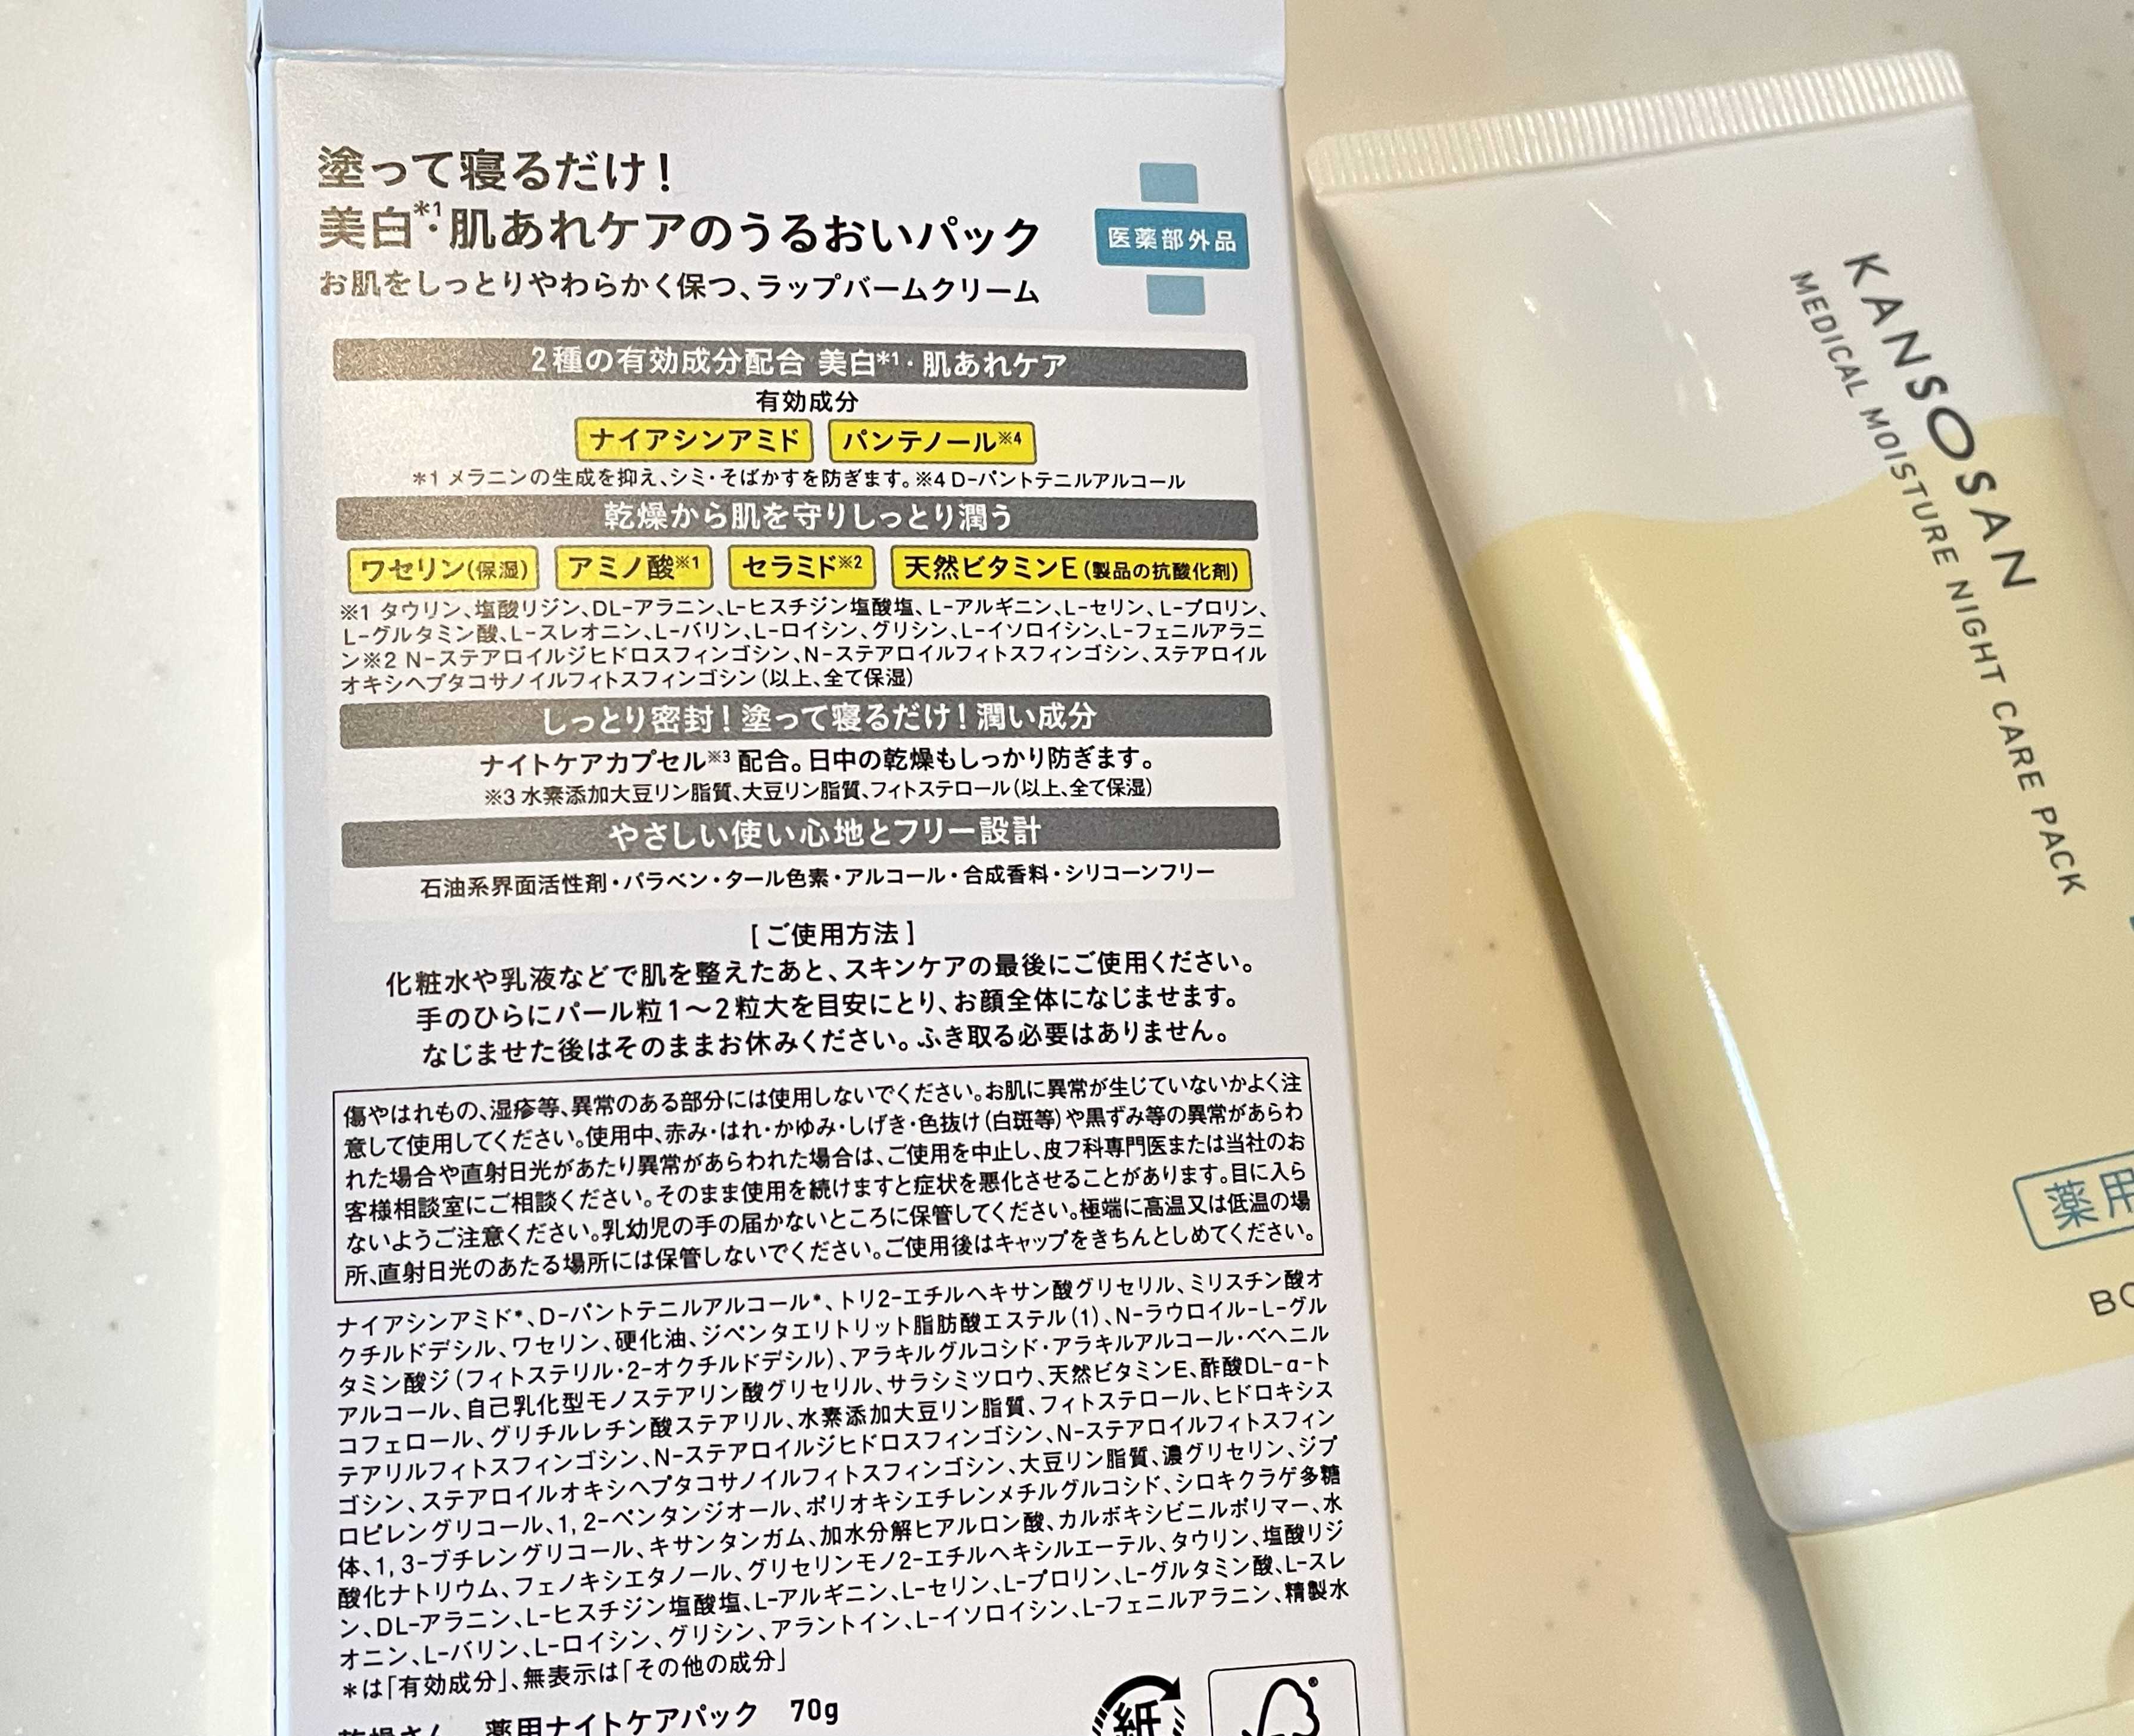 塗って寝るだけ!
美白*1・肌あれケアのうるおいパック
お肌をしっとりやわらかく保つ、ラップバームクリーム
医薬部外品
2種の有効成分配合 美白*1・肌あれケア
有効成分
ナイアシンアミド パンテノール※4
*1 メラニンの生成を抑え、シミ・そばかすを防ぎます。※4 D-パントテニルアルコール
乾燥から肌を守りしっとり潤う
ワセリン(保湿) アミノ酸※1 セラミド※2 天然ビタミンE(製品の抗酸化剤)
※1 タウリン、塩酸リジン、DL-アラニン、L-ヒスチジン塩酸塩、L-アルギニン、L-セリン、L-プロリン、
L-グルタミン酸、L-スレオニン、L-バリン、L-ロイシン、グリシン、L-イソロイシン、L-フェニルアラニ
ン※2 N-ステアロイルジヒドロスフィンゴシン、N-ステアロイルフィトスフィンゴシン、ステアロイル
オキシヘプタコサノイルフィトスフィンゴシン(以上、全て保湿)
しっとり密封!塗って寝るだけ!潤い成分
ナイトケアカプセル※3 配合。日中の乾燥もしっかり防ぎます。
※3 水素添加大豆リン脂質、大豆リン脂質、フィトステロール(以上、全て保湿)
やさしい使い心地とフリー設計
石油系界面活性剤・パラベン・タール色素・アルコール・合成香料・シリコーンフリー
[ご使用方法]
化粧水や乳液などで肌を整えたあと、スキンケアの最後にご使用ください。
手のひらにパール粒1〜2粒大を目安にとり、お顔全体になじませます。
なじませた後はそのままお休みください。ふき取る必要はありません。
傷やはれもの、湿疹等、異常のある部分には使用しないでください。お肌に異常が生じていないかよく注
意して使用してください。使用中、赤み・はれ・かゆみ・しげき・色抜け(白斑等)や黒ずみ等の異常があらわ
れた場合や直射日光があたり異常があらわれた場合は、ご使用を中止し、皮フ科専門医または当社のお
客様相談室にご相談ください。そのまま使用を続けますと症状を悪化させることがあります。目に入ら
ないようご注意ください。乳幼児の手の届かないところに保管してください。極端に高温又は低温の場
所、直射日光のあたる場所には保管しないでください。ご使用後はキャップをきちんとしめてください。
ナイアシンアミド*、D-パントテニルアルコール*、トリ2-エチルヘキサン酸グリセリル、ミリスチン酸オ
クチルドデシル、ワセリン、硬化油、ジペンタエリトリット脂肪酸エステル(1)、N-ラウロイル-L-グル
タミン酸ジ(フィトステリル・2-オクチルドデシル)、アラキルグルコシド・アラキルアルコール・ベヘニル
アルコール、自己乳化型モノステアリン酸グリセリル、サラシミツロウ、天然ビタミンE、酢酸DL-α-ト
コフェロール、グリチルレチン酸ステアリル、水素添加大豆リン脂質、フィトステロール、ヒドロキシス
テアリルフィトスフィンゴシン、N-ステアロイルジヒドロスフィンゴシン、N-ステアロイルフィトスフィン
ゴシン、ステアロイルオキシヘプタコサノイルフィトスフィンゴシン、大豆リン脂質、濃グリセリン、ジプ
ロピレングリコール、1,2-ペンタンジオール、ポリオキシエチレンメチルグルコシド、シロキクラゲ多糖
体、1,3-ブチレングリコール、キサンタンガム、加水分解ヒアルロン酸、カルボキシビニルポリマー、水
酸化ナトリウム、フェノキシエタノール、グリセリンモノ2-エチルヘキシルエーテル、タウリン、塩酸リジ
ン、DL-アラニン、L-ヒスチジン塩酸塩、L-アルギニン、L-セリン、L-プロリン、L-グルタミン酸、L-スレ
オニン、L-バリン、L-ロイシン、グリシン、アラントイン、L-イソロイシン、L-フェニルアラニン、精製水
*は「有効成分」、無表示は「その他の成分」
乾燥さん 薬用ナイトケアパック 70g
紙
KANSOSAN
MEDICAL MOISTURE NIGHT CARE PACK
薬用